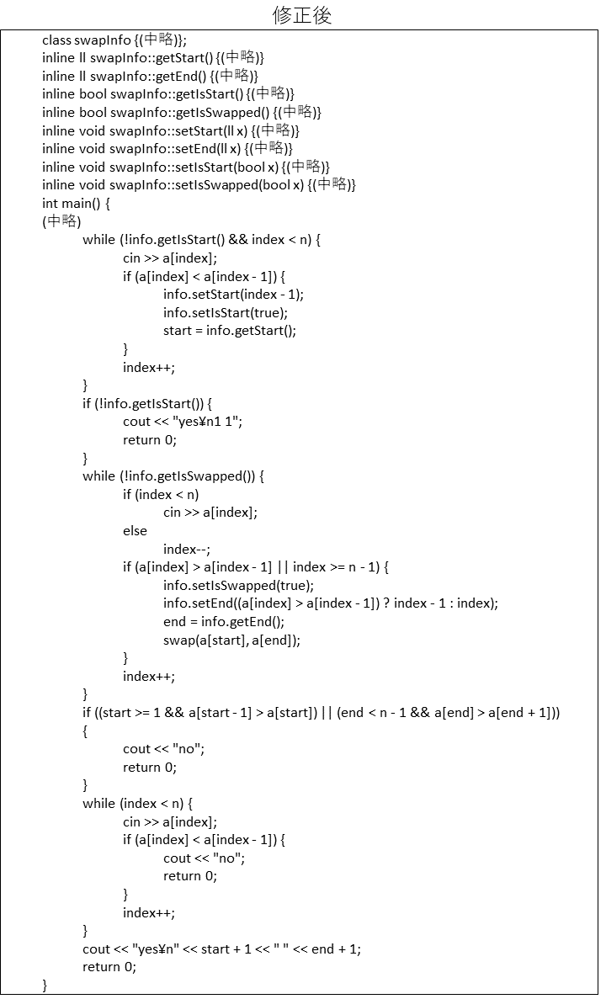 修正後
class swapInfo {(中略)};
inline ll swapInfo::getStart() {(中略)}
inline ll swapInfo::getEnd() {(中略)}
inline bool swapInfo::getIsStart() {(中略)}
inline bool swapInfo::getIsSwapped() {(中略)}
inline void swapInfo::setStart(ll x) {(中略)}
inline void swapInfo::setEnd(ll x) {(中略)}
inline void swapInfo::setIsStart(bool x) {(中略)}
inline void swapInfo::setIsSwapped(bool x) {(中略)}
int main() {
(中略)
while (!info.getIsStart() && index < n) {
cin >> a[index];
if (a[index] < a[index - 1]) {
info.setStart(index - 1);
info.setIsStart(true);
start = info.getStart();
}
index++;
}
if (!info.getIsStart()) {
cout << "yes¥n1 1";
return 0;
}
while (!info.getIsSwapped()) {
if (index < n)
cin >> a[index];
else
index--;
if (a[index] > a[index - 1] || index >= n - 1) {
info.setIsSwapped(true);
info.setEnd((a[index] > a[index - 1]) ? index - 1 : index);
end = info.getEnd();
swap(a[start], a[end]);
}
index++;
}
if ((start >= 1 && a[start - 1] > a[start]) || (end < n - 1 && a[end] > a[end + 1]))
{
cout << "no";
return 0;
}
while (index < n) {
cin >> a[index];
if (a[index] < a[index - 1]) {
cout << "no";
return 0;
}
index++;
}
cout << "yes¥n" << start + 1 << " " << end + 1;
return 0;
}